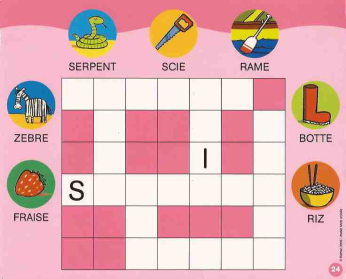 SERPENT SCIE RAME
ZEBRE BOTTE
I
S
FRAISE RIZ
24